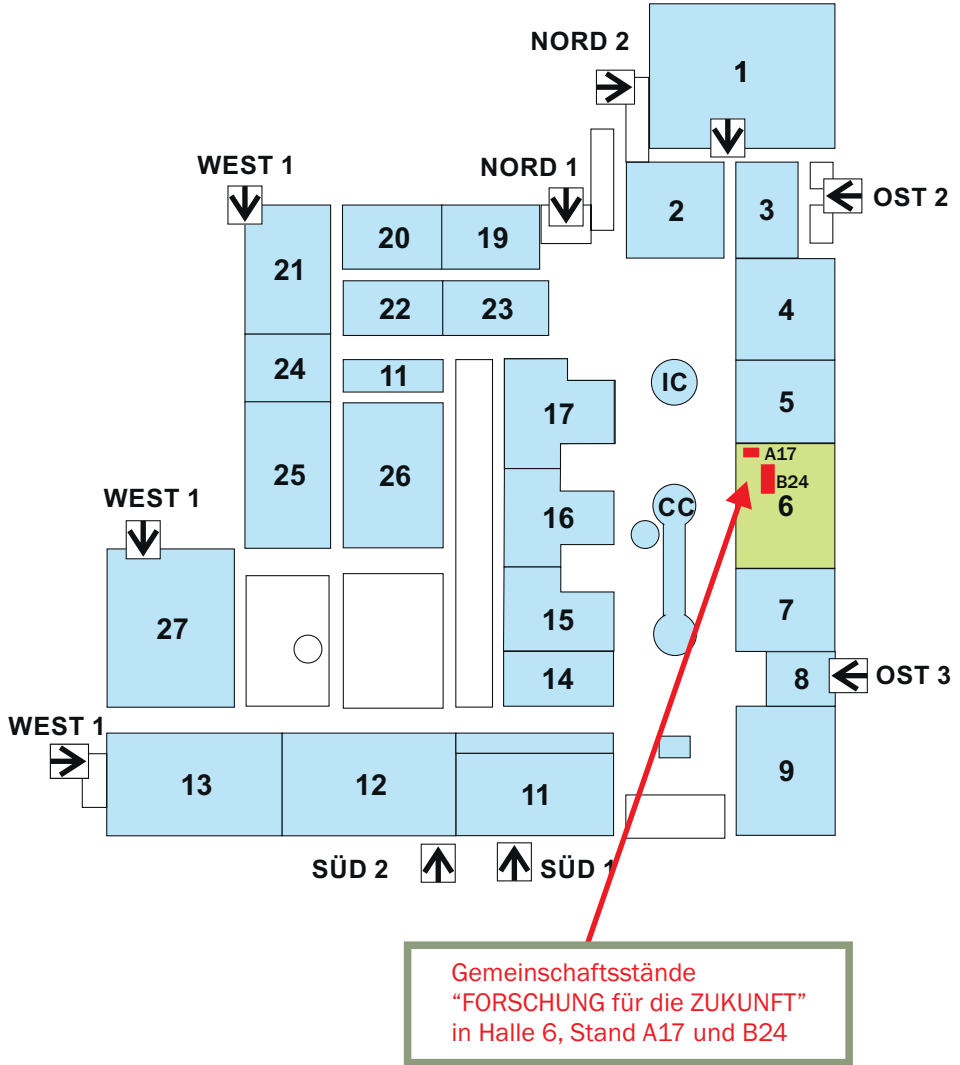 NORD 2
1
WEST 1
NORD 1
OST 2
2
3
20
19
21
4
22
23
24
11
IC
5
17
A17
25
26
B24
WEST 1
CC
6
16
27
15
7
14
8
OST 3
WEST 1
13
12
11
9
SÜD 2
SÜD 1
Gemeinschaftsstände
“FORSCHUNG für die ZUKUNFT”
in Halle 6, Stand A17 und B24